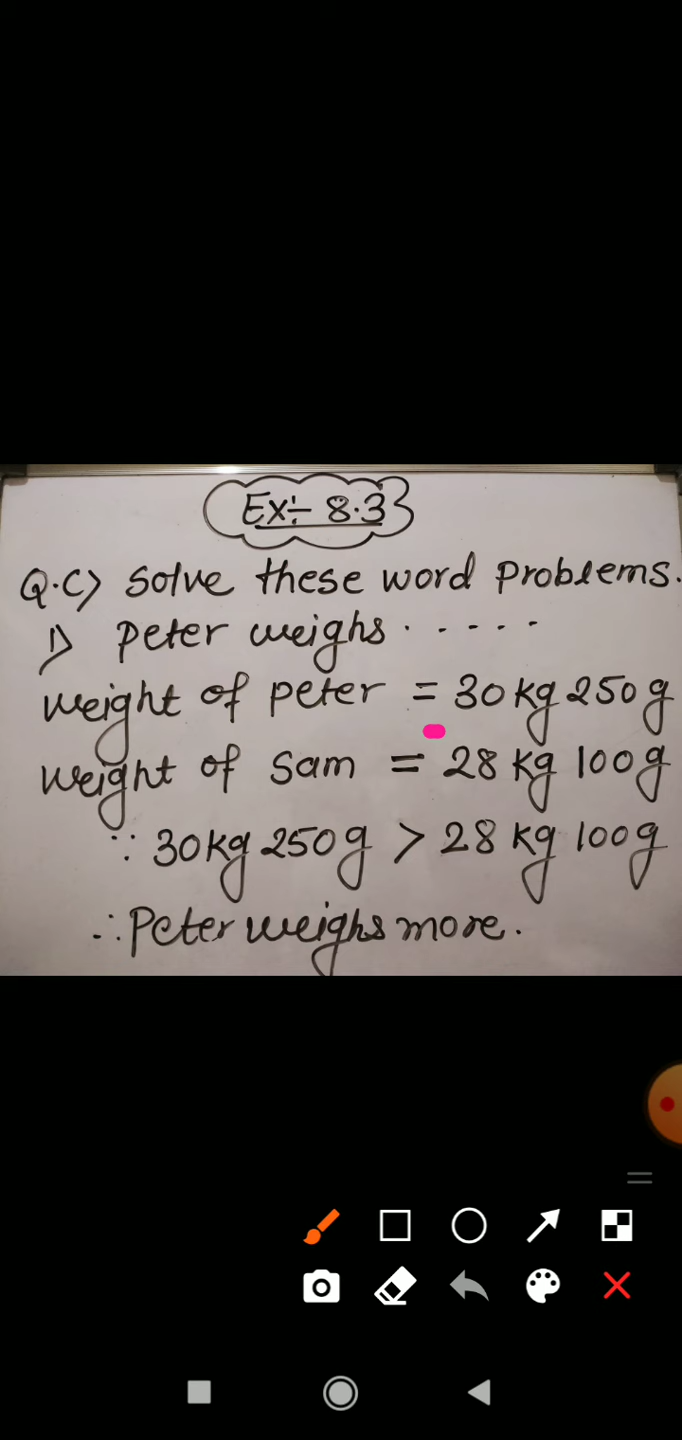 Ex:- 8.3
Q.C) Solve these word Problems.
1) Peter weighs . - - - -
weight of peter = 30 kg 250 g
weight of Sam = 28 kg 100 g
∵ 30 kg 250 g > 28 kg 100 g
∴ Peter weighs more.